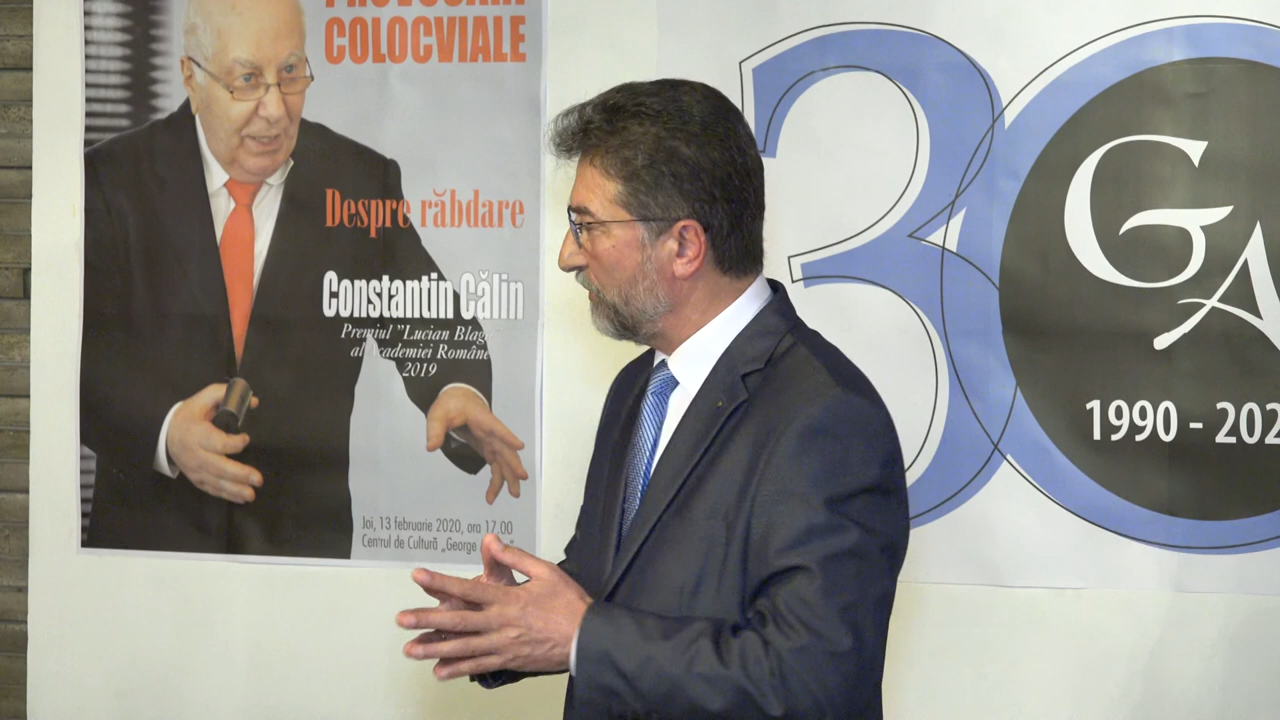 COLOCVIALE
Despre răbdare
Constantin Călin
Premiul "Lucian Blaga"
al Academiei Române
2019
Joi, 13 februarie 2020, ora 17.00
Centrul de Cultură „George
30
GA
1990 - 202